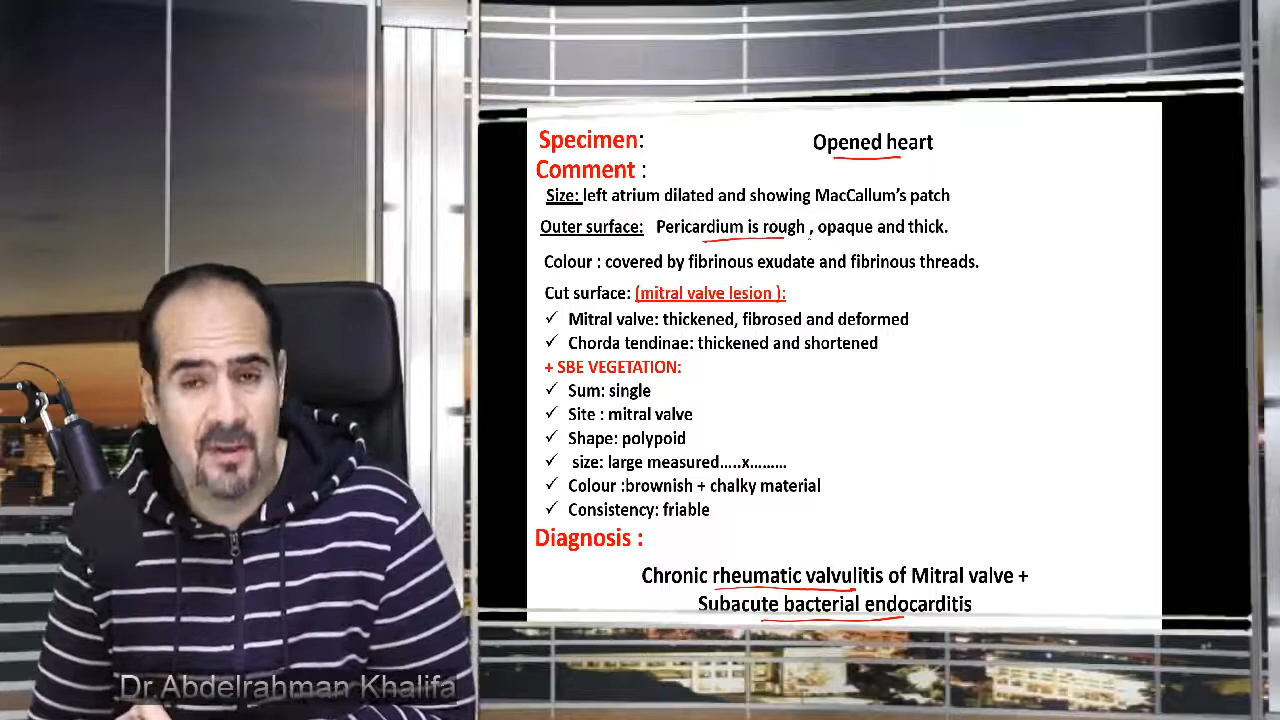 Specimen: Opened heart
Comment :
Size: left atrium dilated and showing MacCallum's patch
Outer surface: Pericardium is rough , opaque and thick.
Colour : covered by fibrinous exudate and fibrinous threads.
Cut surface: (mitral valve lesion ):
✓ Mitral valve: thickened, fibrosed and deformed
✓ Chorda tendinae: thickened and shortened
+ SBE VEGETATION:
✓ Sum: single
✓ Site : mitral valve
✓ Shape: polypoid
✓ size: large measured…..x………
✓ Colour :brownish + chalky material
✓ Consistency: friable
Diagnosis :
Chronic rheumatic valvulitis of Mitral valve +
Subacute bacterial endocarditis
Dr.Abdelrahman Khalifa